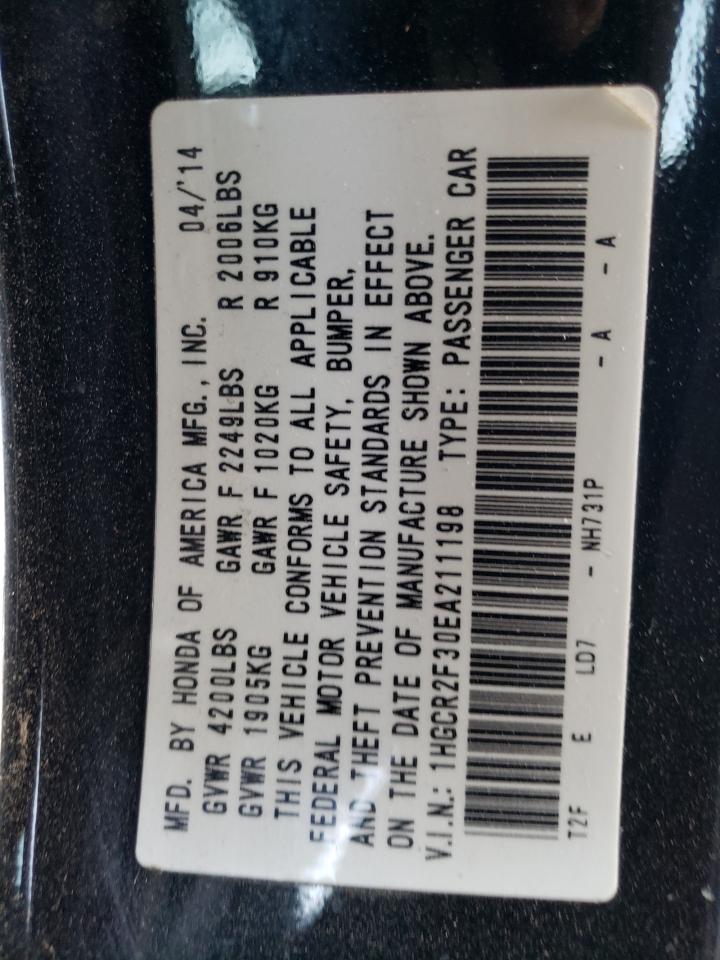 MFD. BY HONDA OF AMERICA MFG., INC. 04/'14
GVWR 4200LBS GAWR F 2249LBS R 2006LBS
GVWR 1905KG GAWR F 1020KG R 910KG
THIS VEHICLE CONFORMS TO ALL APPLICABLE
FEDERAL MOTOR VEHICLE SAFETY, BUMPER,
AND THEFT PREVENTION STANDARDS IN EFFECT
ON THE DATE OF MANUFACTURE SHOWN ABOVE.
V.I.N.: 1HGCR2F30EA211198 TYPE: PASSENGER CAR
T2F E LD7 - NH731P - A - A